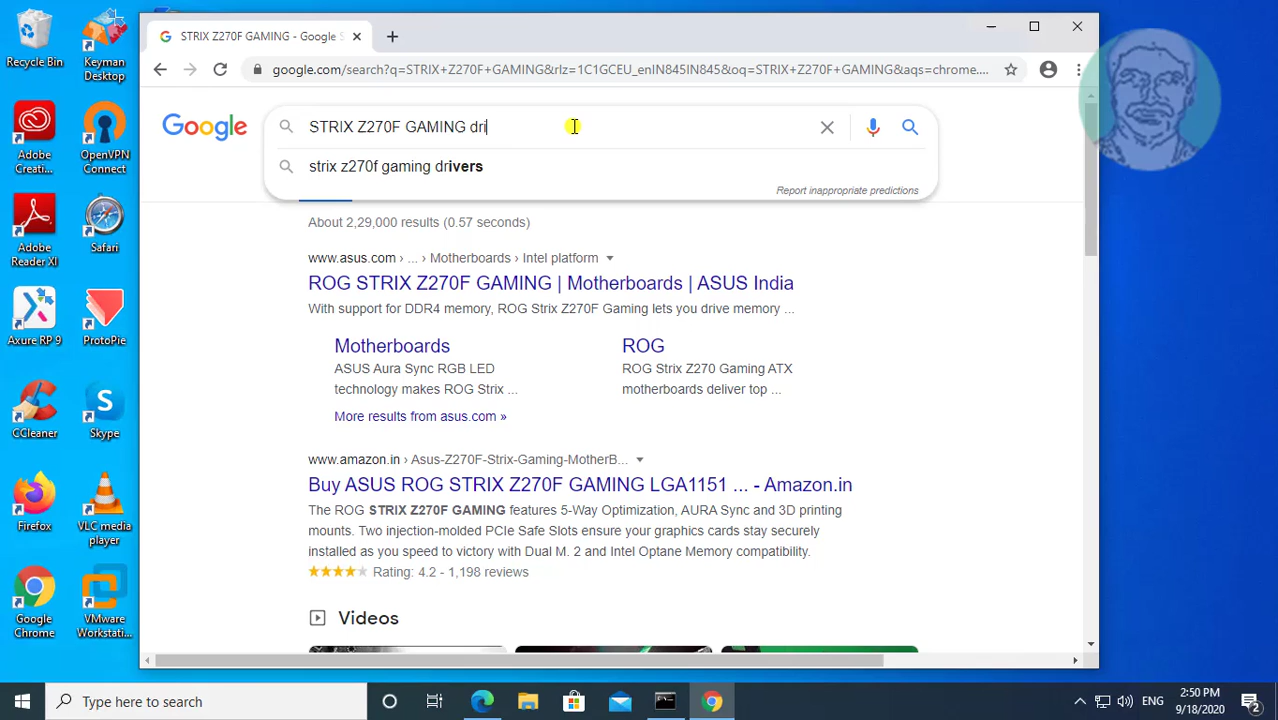 STRIX Z270F GAMING - Google S
google.com/search?q=STRIX+Z270F+GAMING&rlz=1C1GCEU_enIN845IN845&oq=STRIX+Z270F+GAMING&aqs=chrome....
Google
STRIX Z270F GAMING dri
strix z270f gaming drivers
Report inappropriate predictions
About 2,29,000 results (0.57 seconds)
www.asus.com › ... › Motherboards › Intel platform
ROG STRIX Z270F GAMING | Motherboards | ASUS India
With support for DDR4 memory, ROG Strix Z270F Gaming lets you drive memory ...
Motherboards
ASUS Aura Sync RGB LED
technology makes ROG Strix ...
ROG
ROG Strix Z270 Gaming ATX
motherboards deliver top ...
More results from asus.com »
www.amazon.in › Asus-Z270F-Strix-Gaming-MotherB...
Buy ASUS ROG STRIX Z270F GAMING LGA1151 ... - Amazon.in
The ROG STRIX Z270F GAMING features 5-Way Optimization, AURA Sync and 3D printing
mounts. Two injection-molded PCIe Safe Slots ensure your graphics cards stay securely
installed as you speed to victory with Dual M. 2 and Intel Optane Memory compatibility.
Rating: 4.2 - 1,198 reviews
Videos
Recycle Bin
Keyman
Desktop
Adobe
Creati...
OpenVPN
Connect
Adobe
Reader XI
Safari
Axure RP 9
ProtoPie
CCleaner
Skype
Firefox
VLC media
player
Google
Chrome
VMware
Workstati...
Type here to search
ENG
2:50 PM
9/18/2020
2